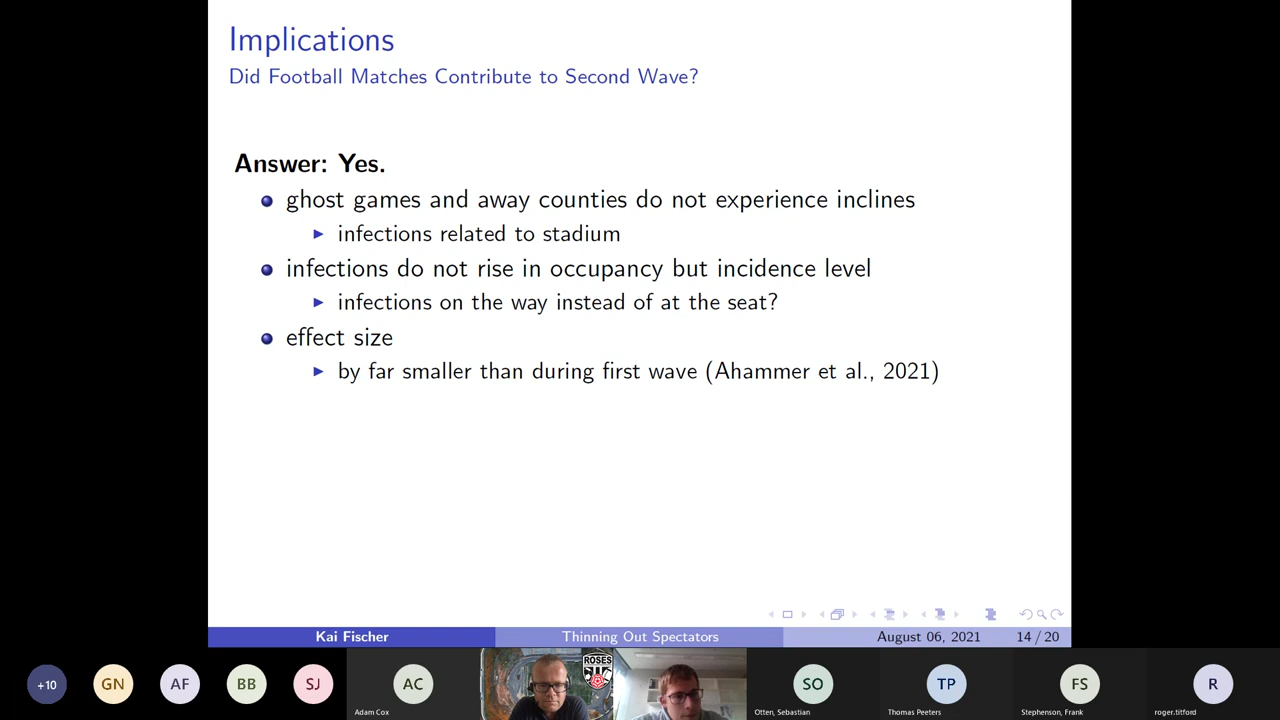 Implications
Did Football Matches Contribute to Second Wave?
Answer: Yes.
ghost games and away counties do not experience inclines
infections related to stadium
infections do not rise in occupancy but incidence level
infections on the way instead of at the seat?
effect size
by far smaller than during first wave (Ahammer et al., 2021)
Kai Fischer
Thinning Out Spectators
August 06, 2021
14 / 20
+10
GN
AF
BB
SJ
AC
Adam Cox
ROSES
SO
Otten, Sebastian
TP
Thomas Peeters
FS
Stephenson, Frank
R
roger.titford